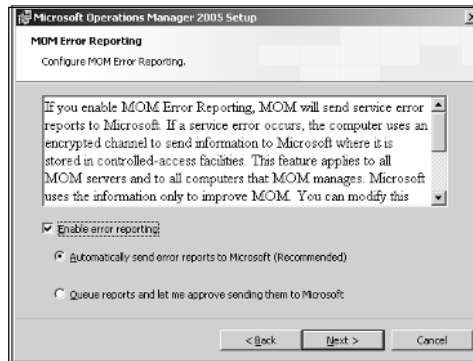 Microsoft Operations Manager 2005 Setup
MOM Error Reporting
Configure MOM Error Reporting.
If you enable MOM Error Reporting, MOM will send service error
reports to Microsoft. If a service error occurs, the computer uses an
encrypted channel to send information to Microsoft where it is
stored in controlled-access facilities. This feature applies to all
MOM servers and to all computers that MOM manages. Microsoft
uses the information only to improve MOM. You can modify this
Enable error reporting
Automatically send error reports to Microsoft (Recommended)
Queue reports and let me approve sending them to Microsoft
< Back Next > Cancel